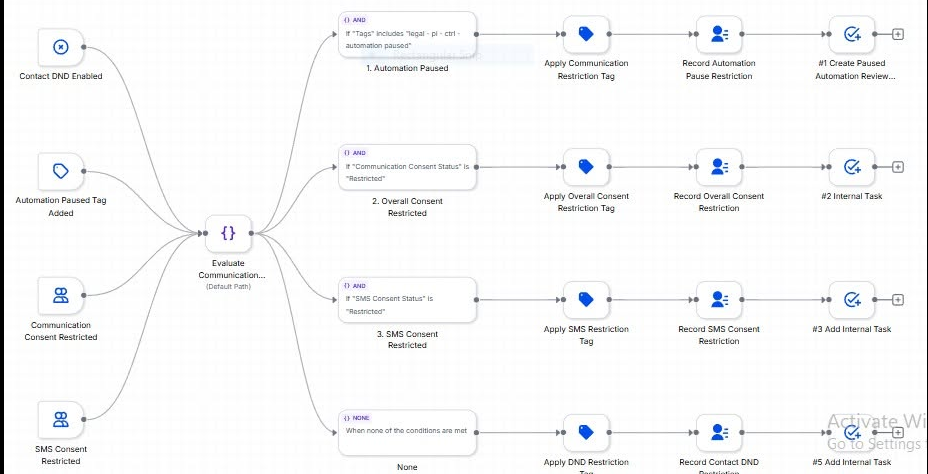 Contact DND Enabled
Automation Paused Tag
Added
Communication
Consent Restricted
SMS Consent
Restricted
{}
Evaluate
Communication...
(Default Path)
{} AND
If "Tags" includes "legal - pi - ctrl -
automation paused"
1. Automation Paused
Apply Communication
Restriction Tag
Record Automation
Pause Restriction
#1 Create Paused
Automation Review...
{} AND
If "Communication Consent Status" is
"Restricted"
2. Overall Consent
Restricted
Apply Overall Consent
Restriction Tag
Record Overall Consent
Restriction
#2 Internal Task
{} AND
If "SMS Consent Status" is
"Restricted"
3. SMS Consent
Restricted
Apply SMS Restriction
Tag
Record SMS Consent
Restriction
#3 Add Internal Task
{} NONE
When none of the conditions are met
None
Apply DND Restriction
Tag
Record Contact DND
Restriction
#5 Add Internal Task
Activate Wi
Go to Settings